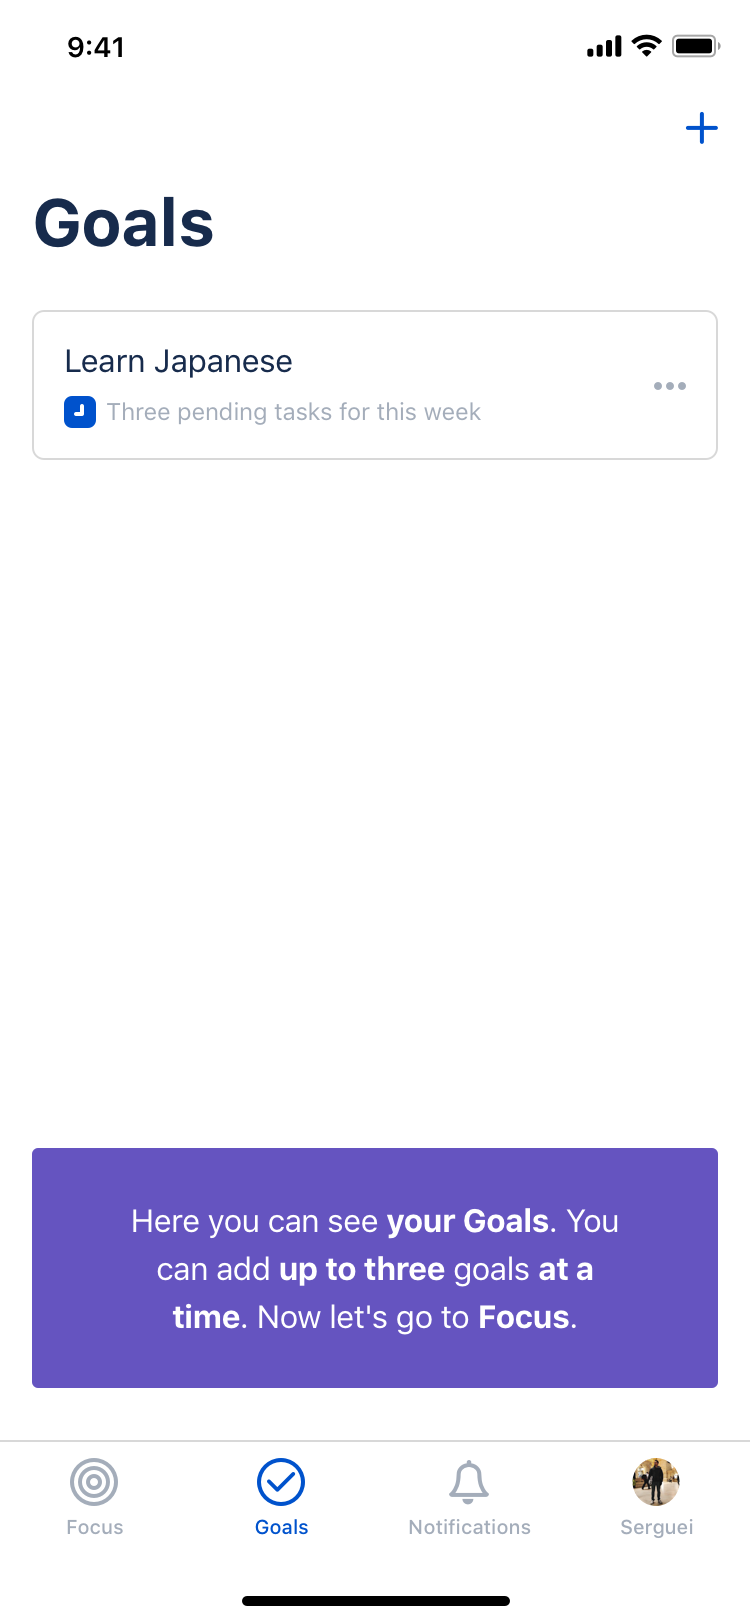 9:41
Goals
Learn Japanese
Three pending tasks for this week
Here you can see your Goals. You
can add up to three goals at a
time. Now let's go to Focus.
Focus
Goals
Notifications
Serguei